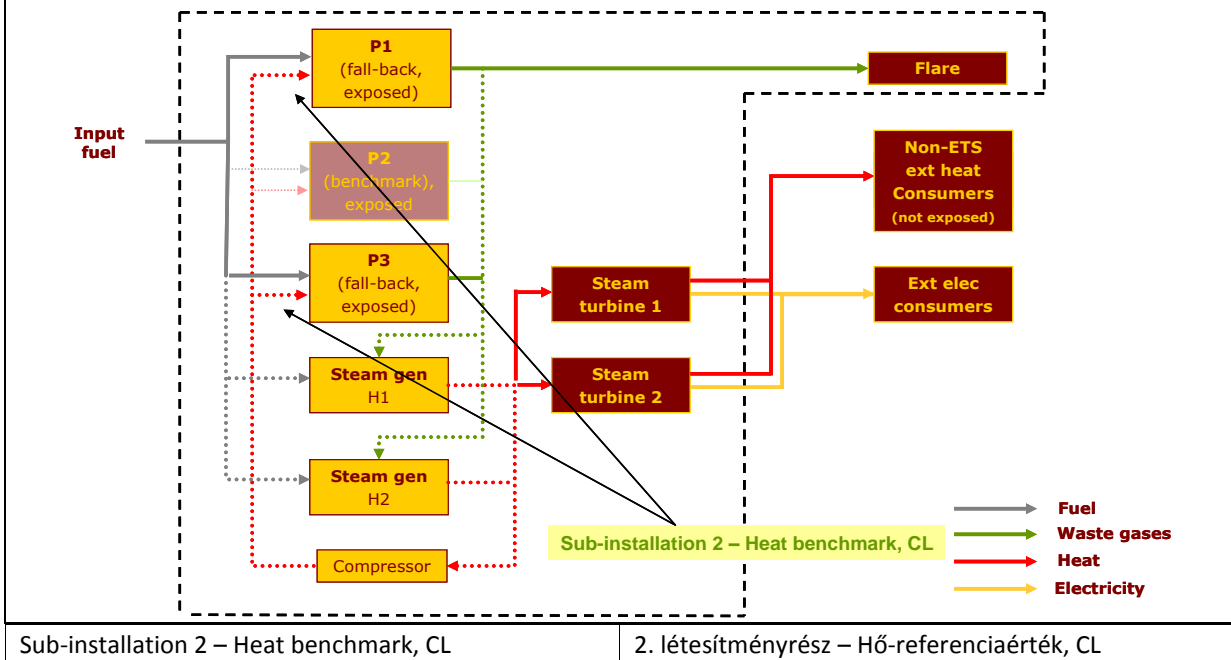 P1
(fall-back,
exposed)
Flare
Input
fuel
P2
(benchmark),
exposed
Non-ETS
ext heat
Consumers
(not exposed)
P3
(fall-back,
exposed)
Steam
turbine 1
Ext elec
consumers
Steam gen
H1
Steam
turbine 2
Steam gen
H2
Sub-installation 2 – Heat benchmark, CL
Compressor
Fuel
Waste gases
Heat
Electricity
Sub-installation 2 – Heat benchmark, CL
2. létesítményrész – Hő-referenciaérték, CL